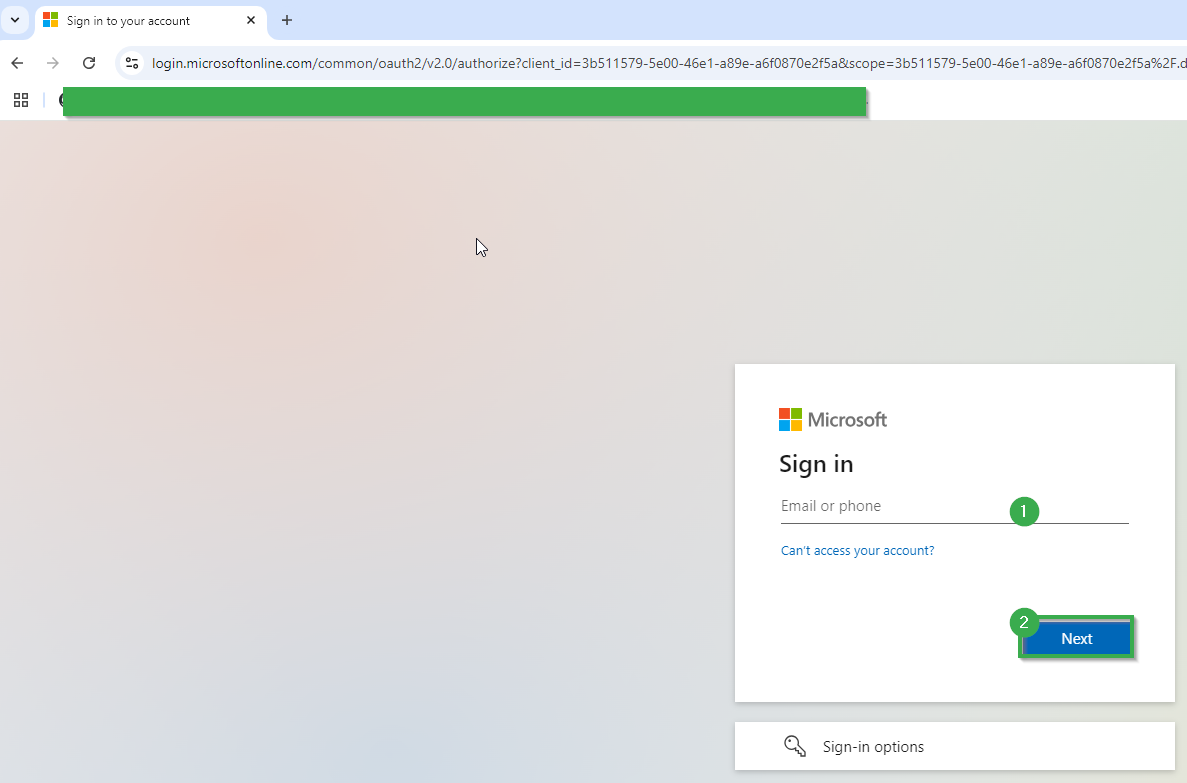 Sign in to your account
login.microsoftonline.com/common/oauth2/v2.0/authorize?client_id=3b511579-5e00-46e1-a89e-a6f0870e2f5a&scope=3b511579-5e00-46e1-a89e-a6f0870e2f5a%2F.d
Microsoft
Sign in
Email or phone
1
Can't access your account?
2
Next
Sign-in options